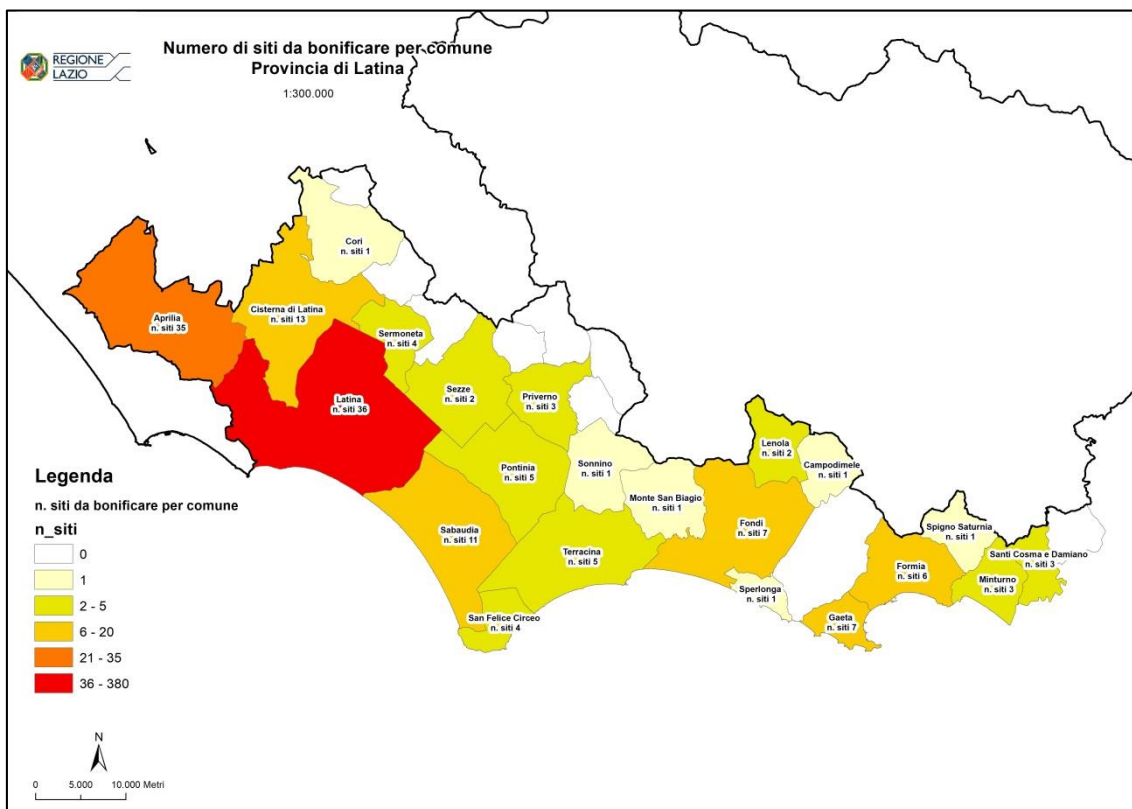 REGIONE
LAZIO
Numero di siti da bonificare per comune
Provincia di Latina
1:300.000
Cori
n. siti 1
Aprilia
n. siti 35
Cisterna di Latina
n. siti 13
Sermoneta
n. siti 4
Latina
n. siti 36
Sezze
n. siti 2
Priverno
n. siti 3
Pontinia
n. siti 5
Sonnino
n. siti 1
Monte San Biagio
n. siti 1
Lenola
n. siti 2
Campodimele
n. siti 1
Fondi
n. siti 7
Sabaudia
n. siti 11
Terracina
n. siti 5
San Felice Circeo
n. siti 4
Sperlonga
n. siti 1
Spigno Saturnia
n. siti 1
Santi Cosma e Damiano
n. siti 3
Formia
n. siti 6
Minturno
n. siti 3
Gaeta
n. siti 7
Legenda
n. siti da bonificare per comune
n_siti
0
1
2 - 5
6 - 20
21 - 35
36 - 380
N
0 5.000 10.000 Metri